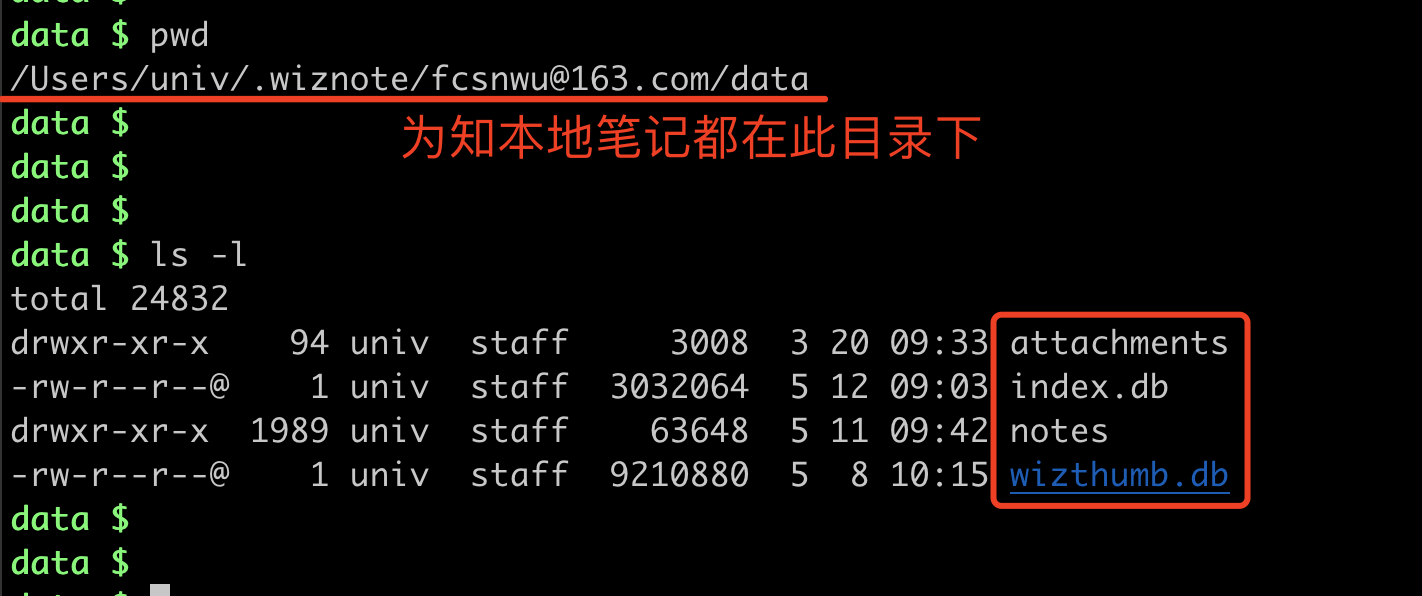 data $
data $ pwd
/Users/univ/.wiznote/fcsnwu@163.com/data
data $
为知本地笔记都在此目录下
data $
data $
data $ ls -l
total 24832
drwxr-xr-x    94 univ  staff     3008  3 20 09:33 attachments
-rw-r--r--@    1 univ  staff  3032064  5 12 09:03 index.db
drwxr-xr-x  1989 univ  staff    63648  5 11 09:42 notes
-rw-r--r--@    1 univ  staff  9210880  5  8 10:15 wizthumb.db
data $
data $
data $